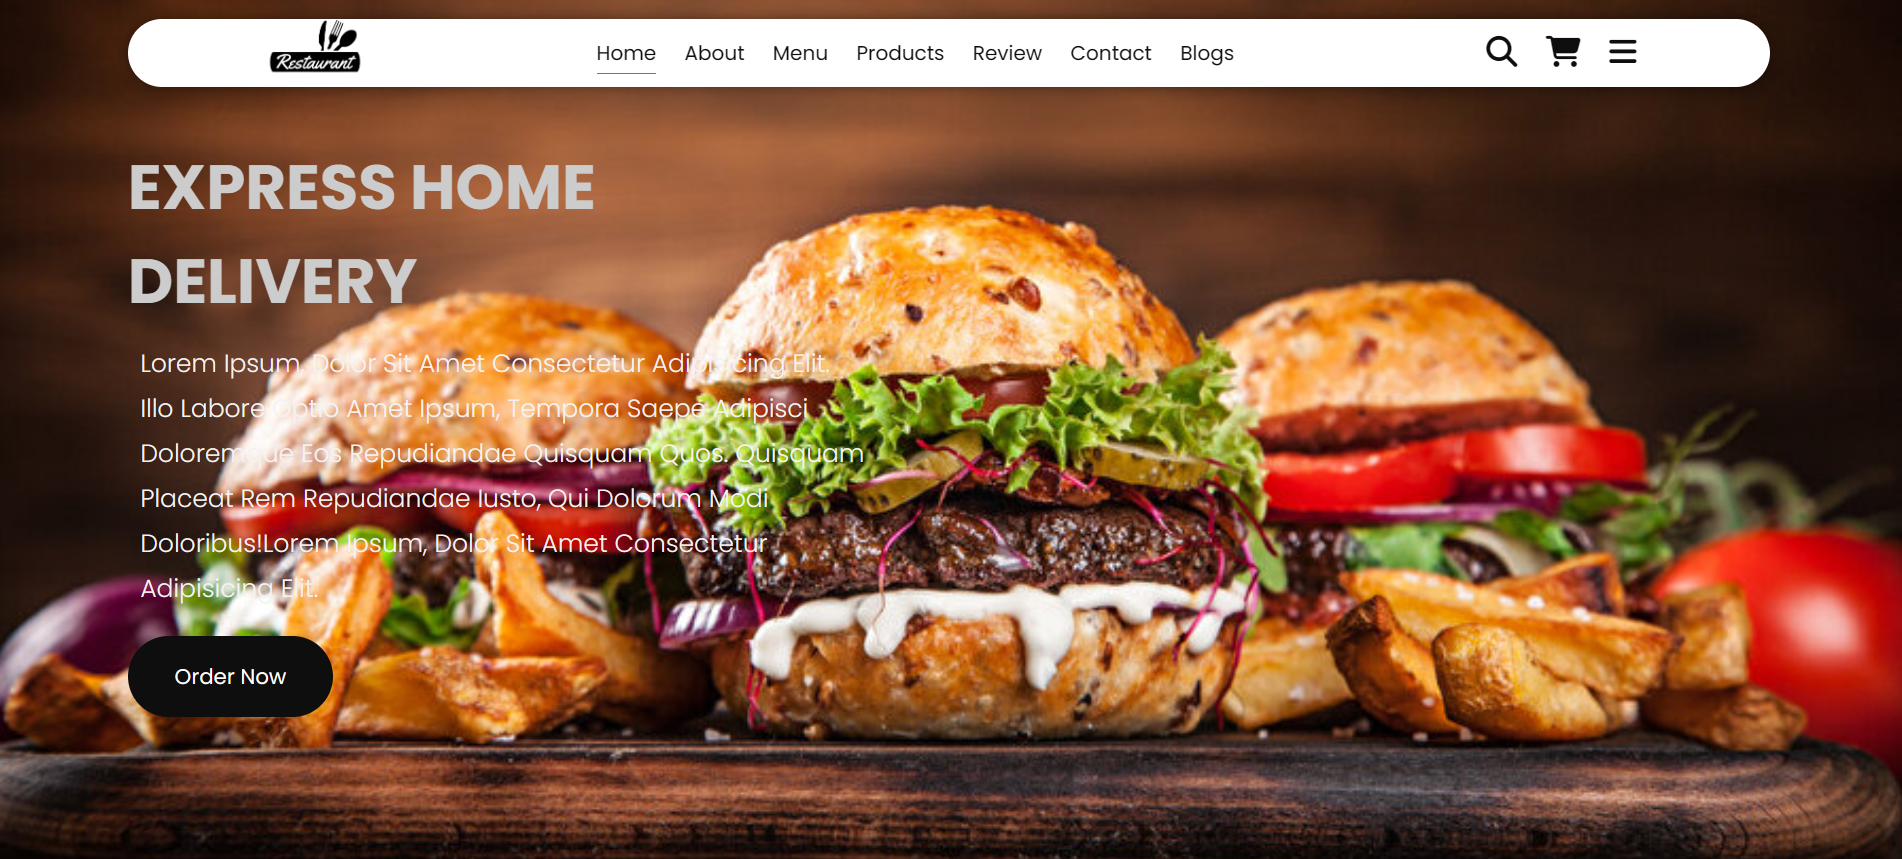 Restaurant
Home About Menu Products Review Contact Blogs
EXPRESS HOME
DELIVERY
Lorem Ipsum, Dolor Sit Amet Consectetur Adipisicing Elit.
Illo Labore Optio Amet Ipsum, Tempora Saepe Adipisci
Doloremque Eos Repudiandae Quisquam Quos. Quisquam
Placeat Rem Repudiandae Iusto, Qui Dolorum Modi
Doloribus!Lorem Ipsum, Dolor Sit Amet Consectetur
Adipisicing Elit.
Order Now